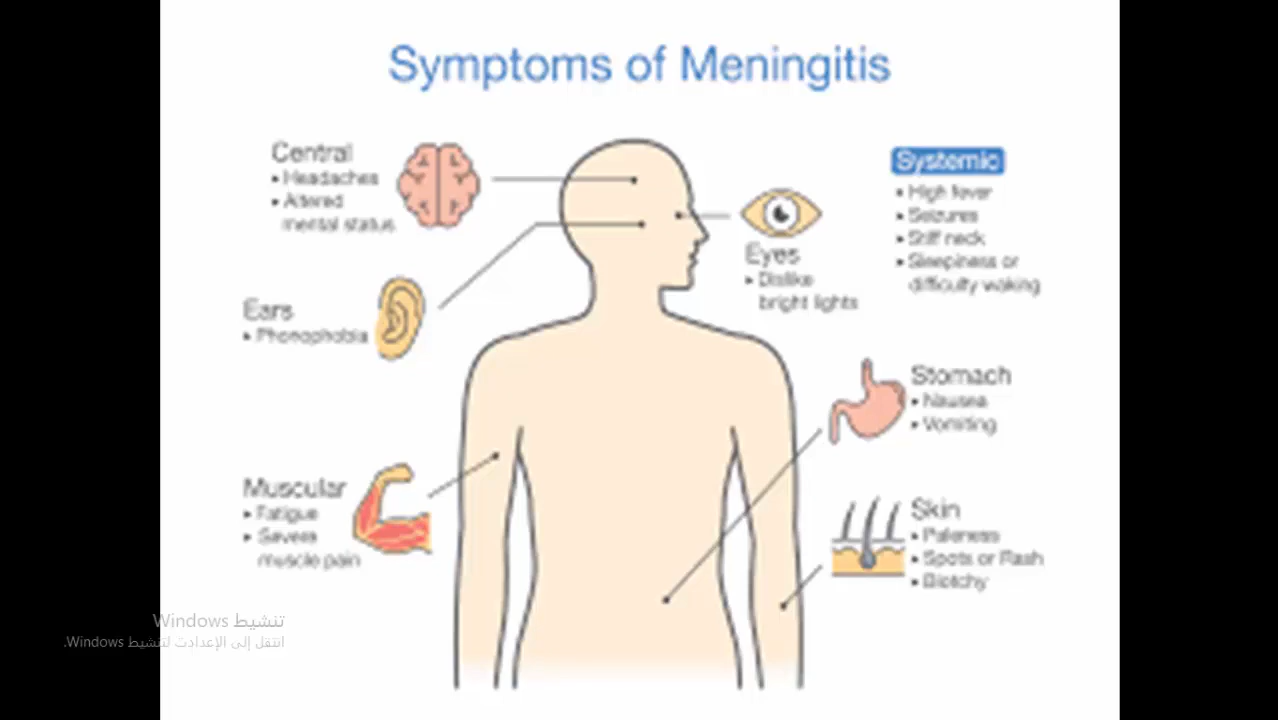 Symptoms of Meningitis
Central
• Headaches
• Altered
mental status
Ears
• Phonophobia
Muscular
• Fatigue
• Severe
muscle pain
Eyes
• Dislike
bright lights
Systemic
• High fever
• Seizures
• Stiff neck
• Sleepiness or
difficulty waking
Stomach
• Nausea
• Vomiting
Skin
• Paleness
• Spots or Rash
• Blotchy
تنشيط Windows
انتقل إلى الإعدادت لتنشيط Windows.